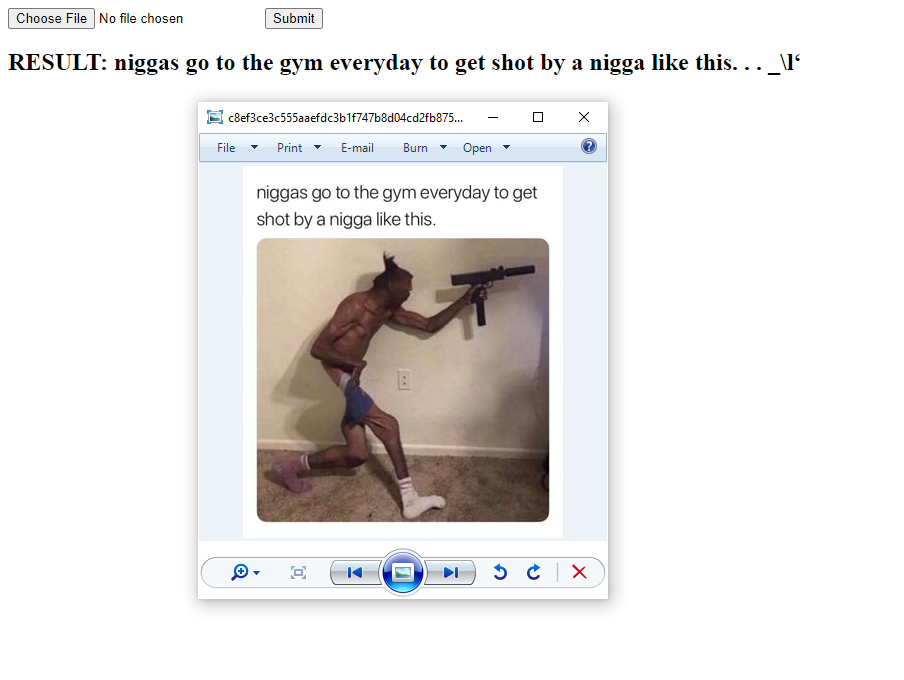 Choose File No file chosen Submit
RESULT: niggas go to the gym everyday to get shot by a nigga like this. . . _\l‘
c8ef3ce3c555aaefdc3b1f747b8d04cd2fb875...
File Print E-mail Burn Open ?
niggas go to the gym everyday to get
shot by a nigga like this.